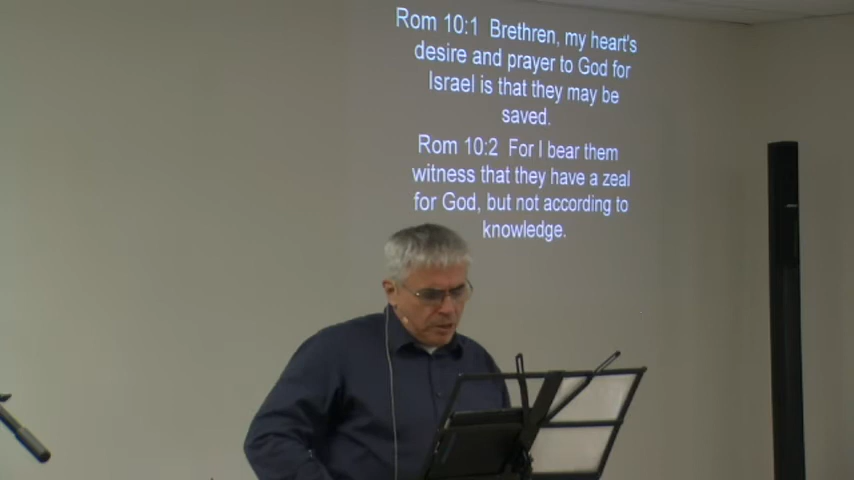 Rom 10:1 Brethren, my heart's
desire and prayer to God for
Israel is that they may be
saved.
Rom 10:2 For I bear them
witness that they have a zeal
for God, but not according to
knowledge.